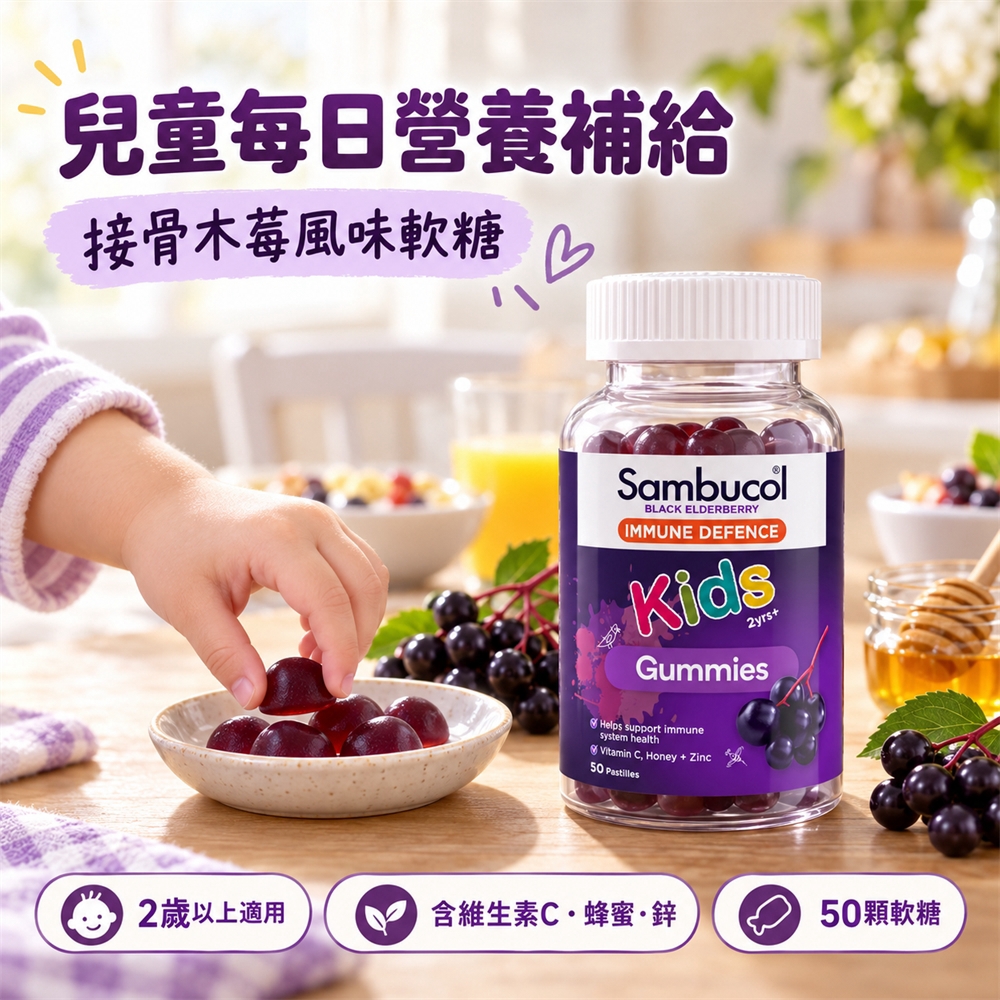 兒童每日營養補給
接骨木莓風味軟糖
Sambucol®
BLACK ELDERBERRY
IMMUNE DEFENCE
Kids
2yrs+
Gummies
Helps support immune
system health
Vitamin C, Honey + Zinc
50 Pastilles
2歲以上適用
含維生素C・蜂蜜・鋅
50顆軟糖